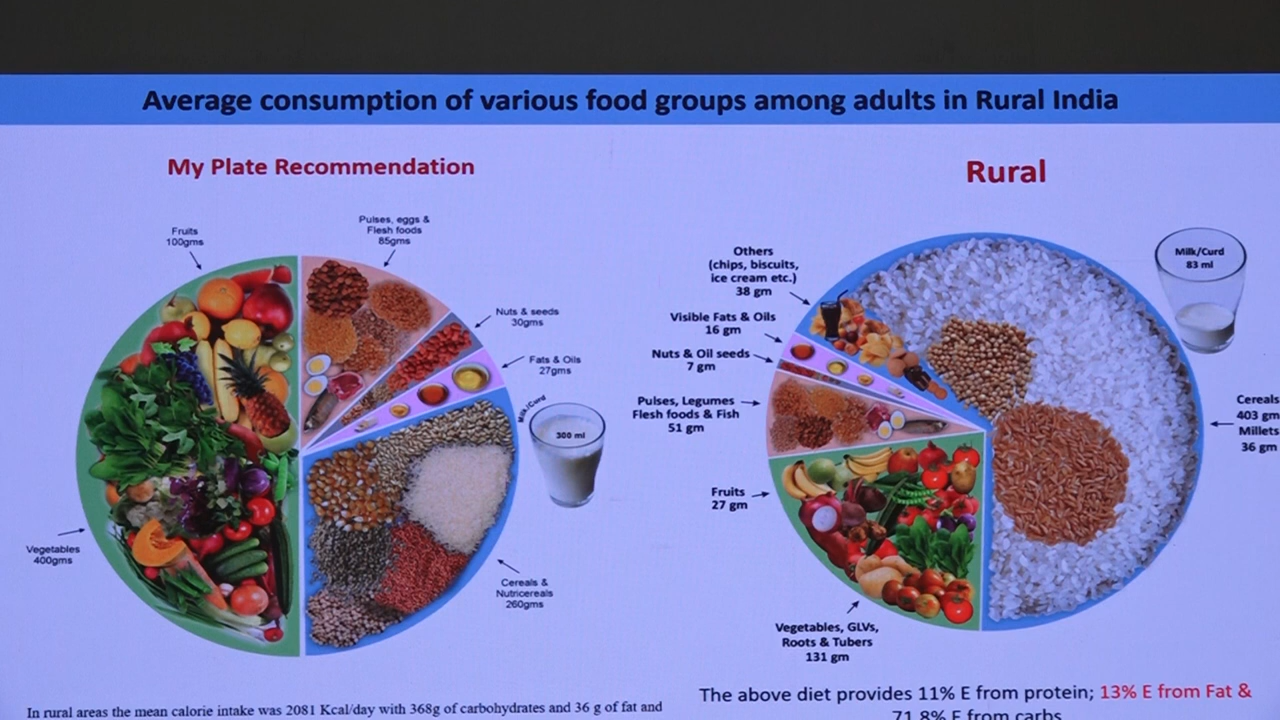 Average consumption of various food groups among adults in Rural India
My Plate Recommendation
Fruits
100gms
Pulses, eggs &
Flesh foods
85gms
Nuts & seeds
30gms
Fats & Oils
27gms
Milk/Curd
300 ml
Cereals &
Nutricereals
260gms
Vegetables
400gms
In rural areas the mean calorie intake was 2081 Kcal/day with 368g of carbohydrates and 36 g of fat and
Rural
Others
(chips, biscuits,
ice cream etc.)
38 gm
Visible Fats & Oils
16 gm
Nuts & Oil seeds
7 gm
Pulses, Legumes
Flesh foods & Fish
51 gm
Fruits
27 gm
Vegetables, GLVs,
Roots & Tubers
131 gm
Milk/Curd
83 ml
Cereals
403 gm
Millets
36 gm
The above diet provides 11% E from protein; 13% E from Fat &
71.8% E from carbs